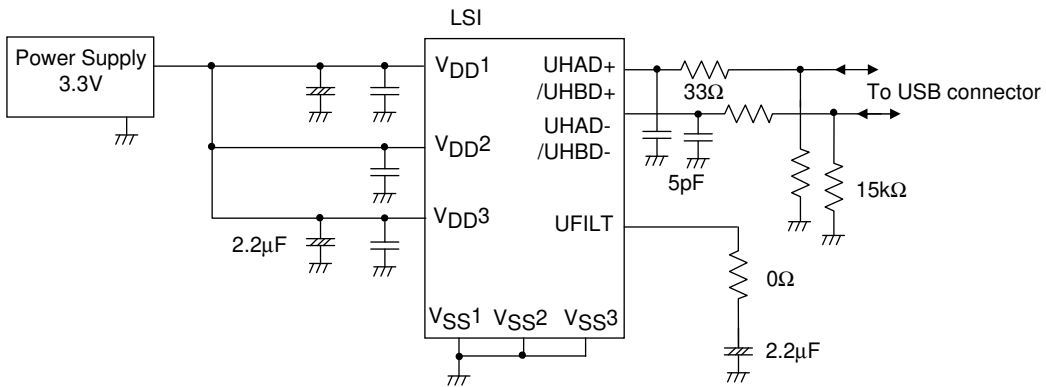 LSI
Power Supply
3.3V
VDD1
UHAD+
/UHBD+
33Ω
To USB connector
UHAD-
/UHBD-
VDD2
5pF
15kΩ
VDD3
UFILT
2.2μF
0Ω
VSS1 VSS2 VSS3
2.2μF